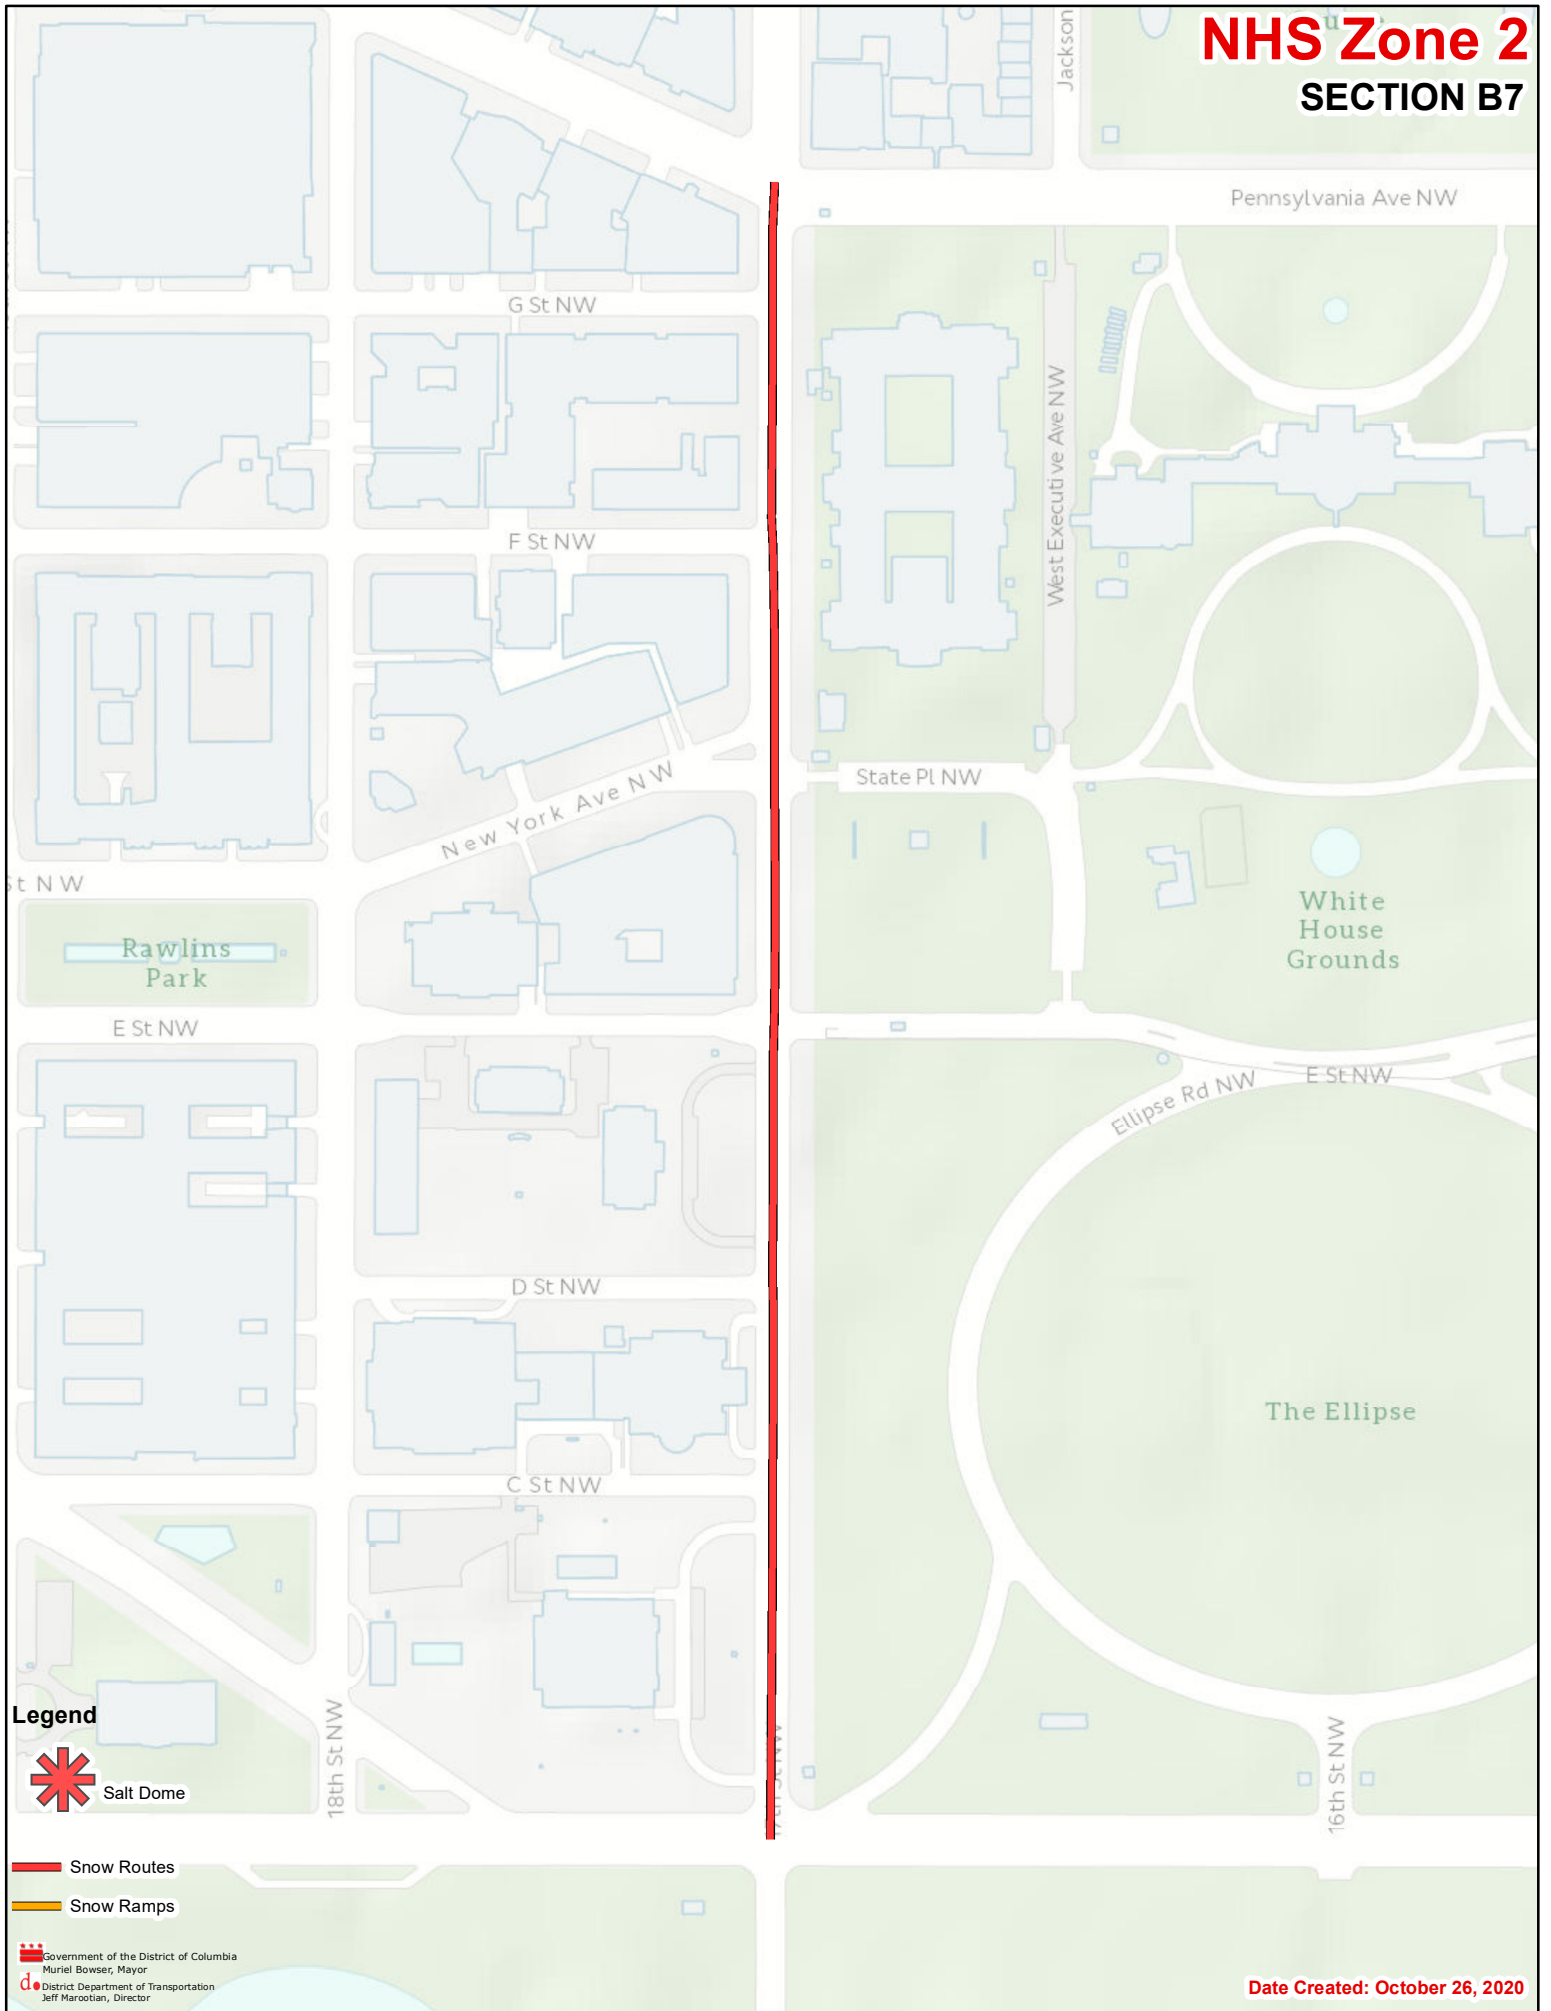 NHS Zone 2
SECTION B7
Jackson
Pennsylvania Ave NW
G St NW
West Executive Ave NW
F St NW
State Pl NW
New York Ave NW
St NW
White
House
Grounds
Rawlins
Park
E St NW
E St NW
Ellipse Rd NW
D St NW
The Ellipse
C St NW
Legend
Salt Dome
18th St NW
17th St NW
16th St NW
Snow Routes
Snow Ramps
Government of the District of Columbia
Muriel Bowser, Mayor
d.
District Department of Transportation
Jeff Marootian, Director
Date Created: October 26, 2020